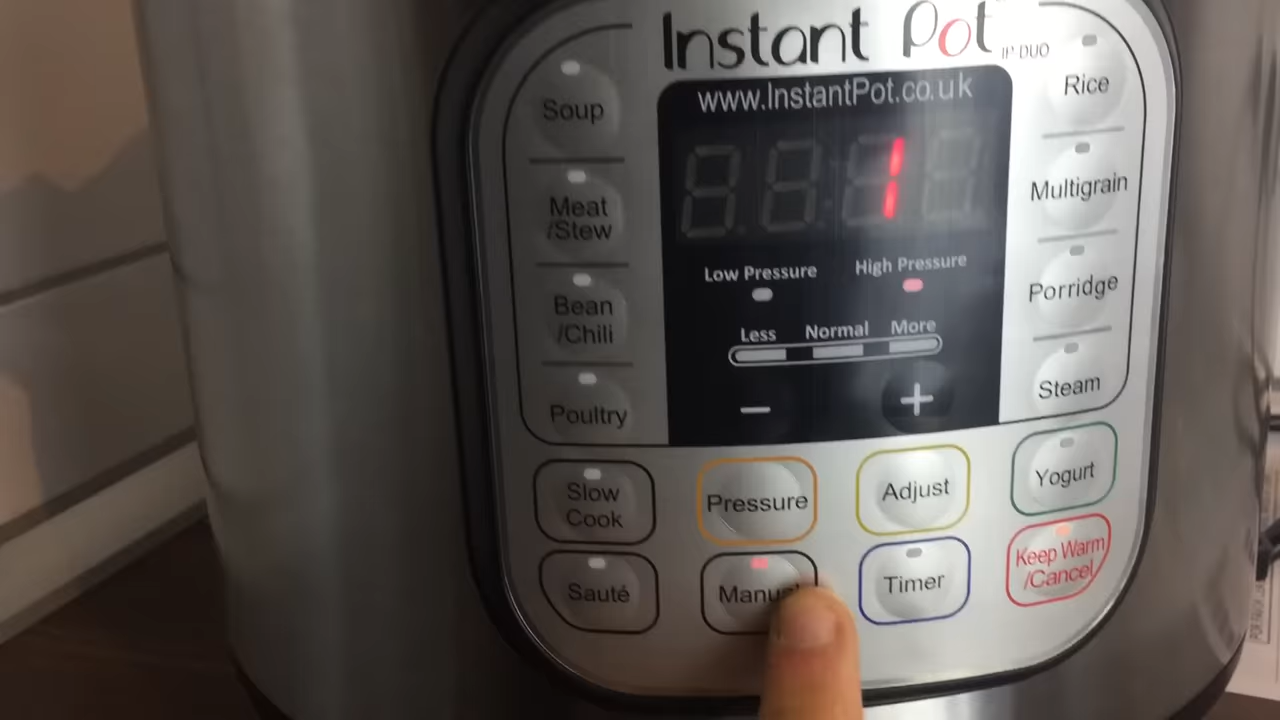 Instant Pot
IP-DUO
www.InstantPot.co.uk
1
Low Pressure
High Pressure
Less
Normal
More
−
+
Soup
Meat
/Stew
Bean
/Chili
Poultry
Rice
Multigrain
Porridge
Steam
Slow
Cook
Pressure
Adjust
Yogurt
Sauté
Manual
Timer
Keep Warm
/Cancel